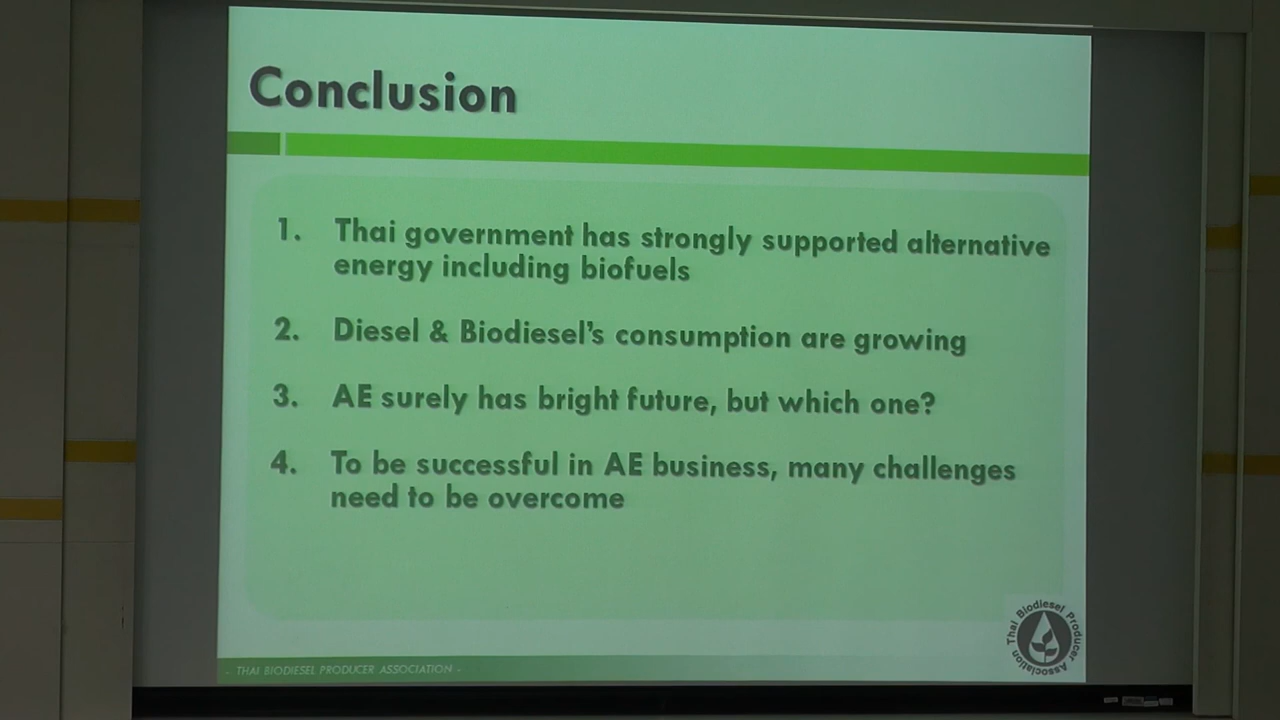 Conclusion
1. Thai government has strongly supported alternative
energy including biofuels
2. Diesel & Biodiesel's consumption are growing
3. AE surely has bright future, but which one?
4. To be successful in AE business, many challenges
need to be overcome
- THAI BIODIESEL PRODUCER ASSOCIATION -
Thai Biodiesel Producer Association